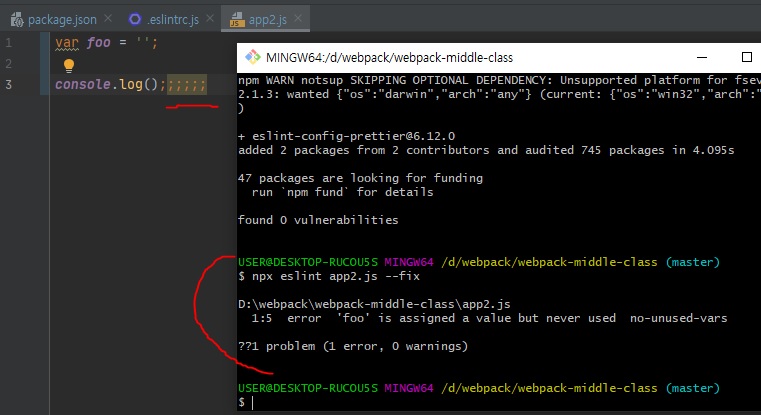 package.json
.eslintrc.js
app2.js
1 var foo = '';
2
3 console.log();;;;;;
MINGW64:/d/webpack/webpack-middle-class
npm WARN notsup SKIPPING OPTIONAL DEPENDENCY: Unsupported platform for fsev
2.1.3: wanted {"os":"darwin","arch":"any"} (current: {"os":"win32","arch":"
)
+ eslint-config-prettier@6.12.0
added 2 packages from 2 contributors and audited 745 packages in 4.095s
47 packages are looking for funding
run `npm fund` for details
found 0 vulnerabilities
USER@DESKTOP-RUCOU5S MINGW64 /d/webpack/webpack-middle-class (master)
$ npx eslint app2.js --fix
D:\webpack\webpack-middle-class\app2.js
1:5 error 'foo' is assigned a value but never used no-unused-vars
??1 problem (1 error, 0 warnings)
USER@DESKTOP-RUCOU5S MINGW64 /d/webpack/webpack-middle-class (master)
$